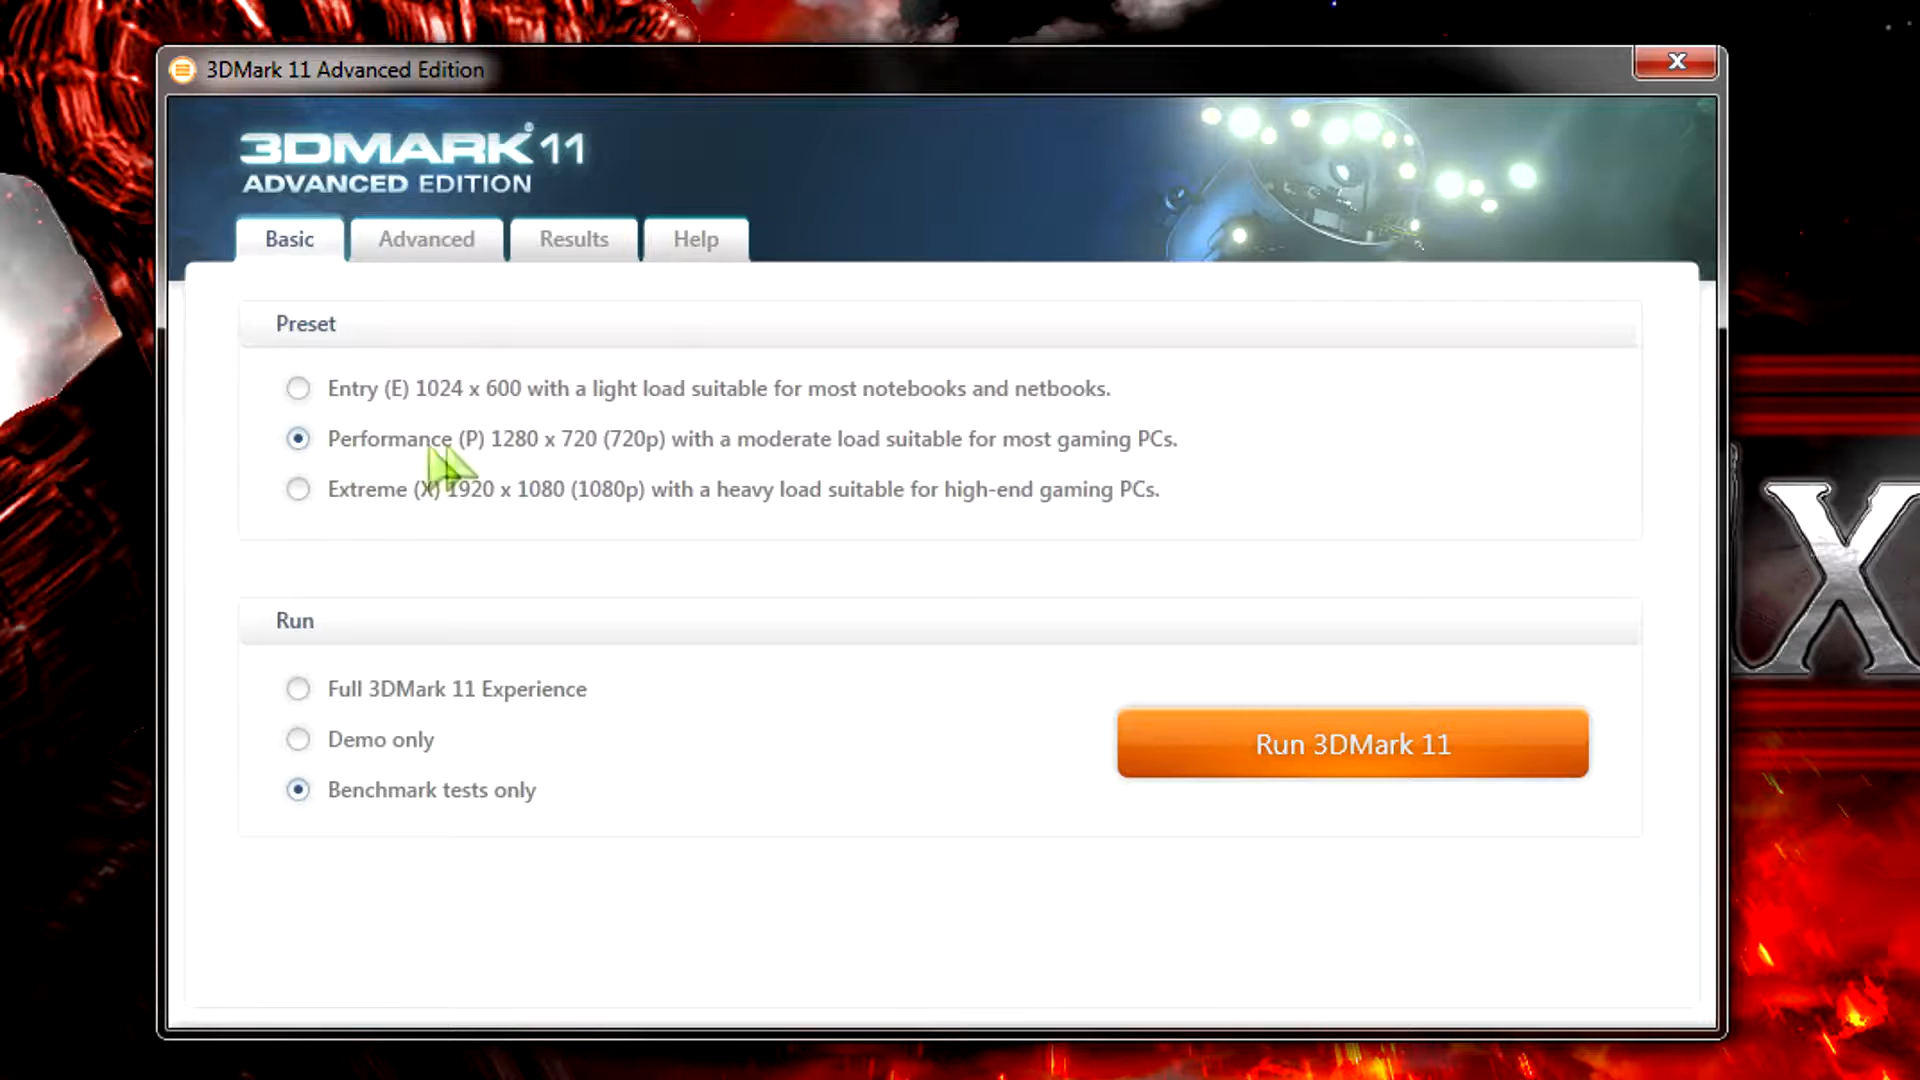 3DMark 11 Advanced Edition
X
3DMARK® 11
ADVANCED EDITION
Basic
Advanced
Results
Help
Preset
Entry (E) 1024 x 600 with a light load suitable for most notebooks and netbooks.
Performance (P) 1280 x 720 (720p) with a moderate load suitable for most gaming PCs.
Extreme (X) 1920 x 1080 (1080p) with a heavy load suitable for high-end gaming PCs.
X
Run
Full 3DMark 11 Experience
Demo only
Run 3DMark 11
Benchmark tests only